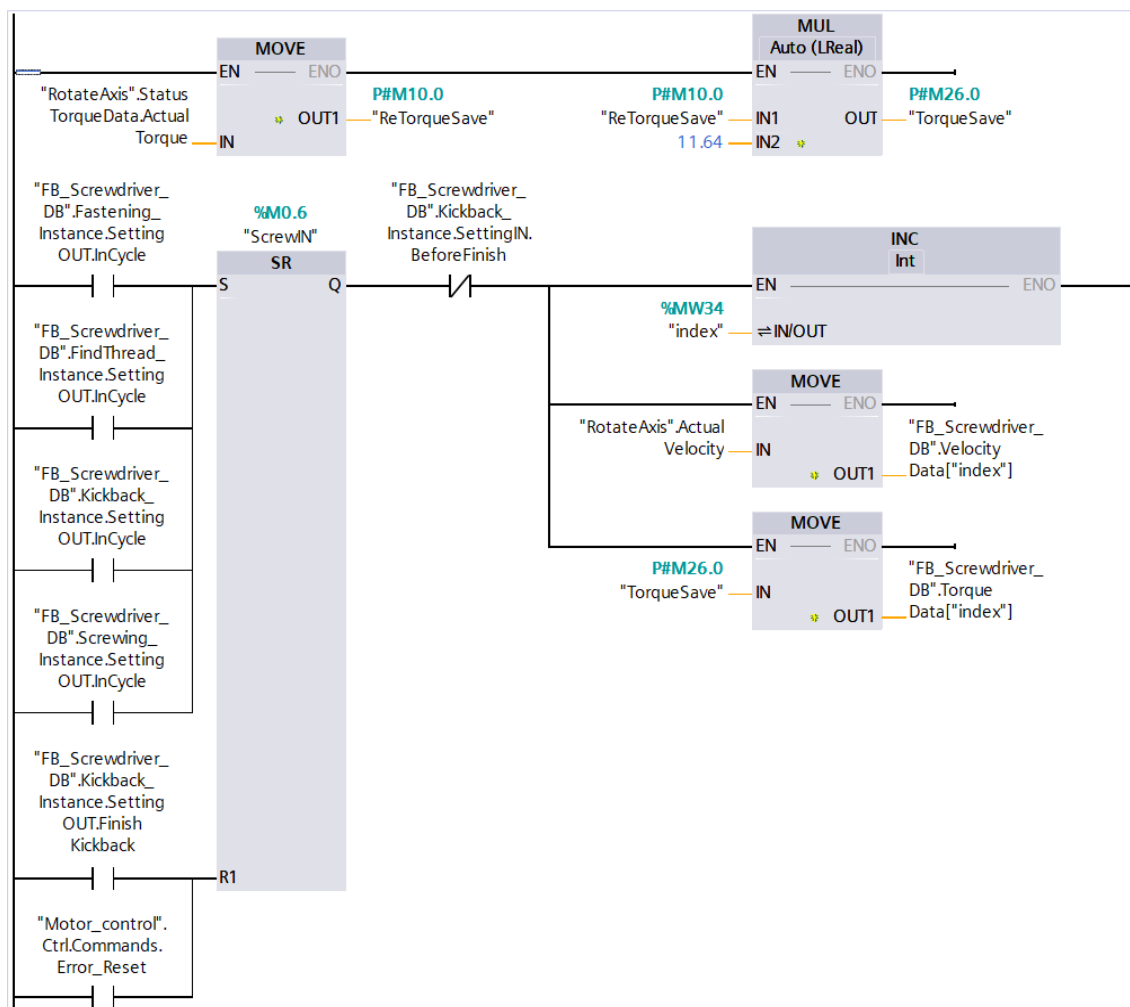 MOVE
EN
ENO
"RotateAxis".Status
TorqueData.Actual
Torque
IN
P#M10.0
OUT1
"ReTorqueSave"
MUL
Auto (LReal)
EN
ENO
P#M10.0
"ReTorqueSave"
IN1
11.64
IN2
P#M26.0
OUT
"TorqueSave"
"FB_Screwdriver_
DB".Fastening_
Instance.Setting
OUT.InCycle
%M0.6
"ScrewIN"
SR
S
Q
"FB_Screwdriver_
DB".Kickback_
Instance.SettingIN.
BeforeFinish
INC
Int
EN
ENO
%MW34
"index"
IN/OUT
"FB_Screwdriver_
DB".FindThread_
Instance.Setting
OUT.InCycle
MOVE
EN
ENO
"RotateAxis".Actual
Velocity
IN
OUT1
"FB_Screwdriver_
DB".Velocity
Data["index"]
"FB_Screwdriver_
DB".Kickback_
Instance.Setting
OUT.InCycle
MOVE
EN
ENO
P#M26.0
"TorqueSave"
IN
OUT1
"FB_Screwdriver_
DB".Torque
Data["index"]
"FB_Screwdriver_
DB".Screwing_
Instance.Setting
OUT.InCycle
"FB_Screwdriver_
DB".Kickback_
Instance.Setting
OUT.Finish
Kickback
R1
"Motor_control".
Ctrl.Commands.
Error_Reset